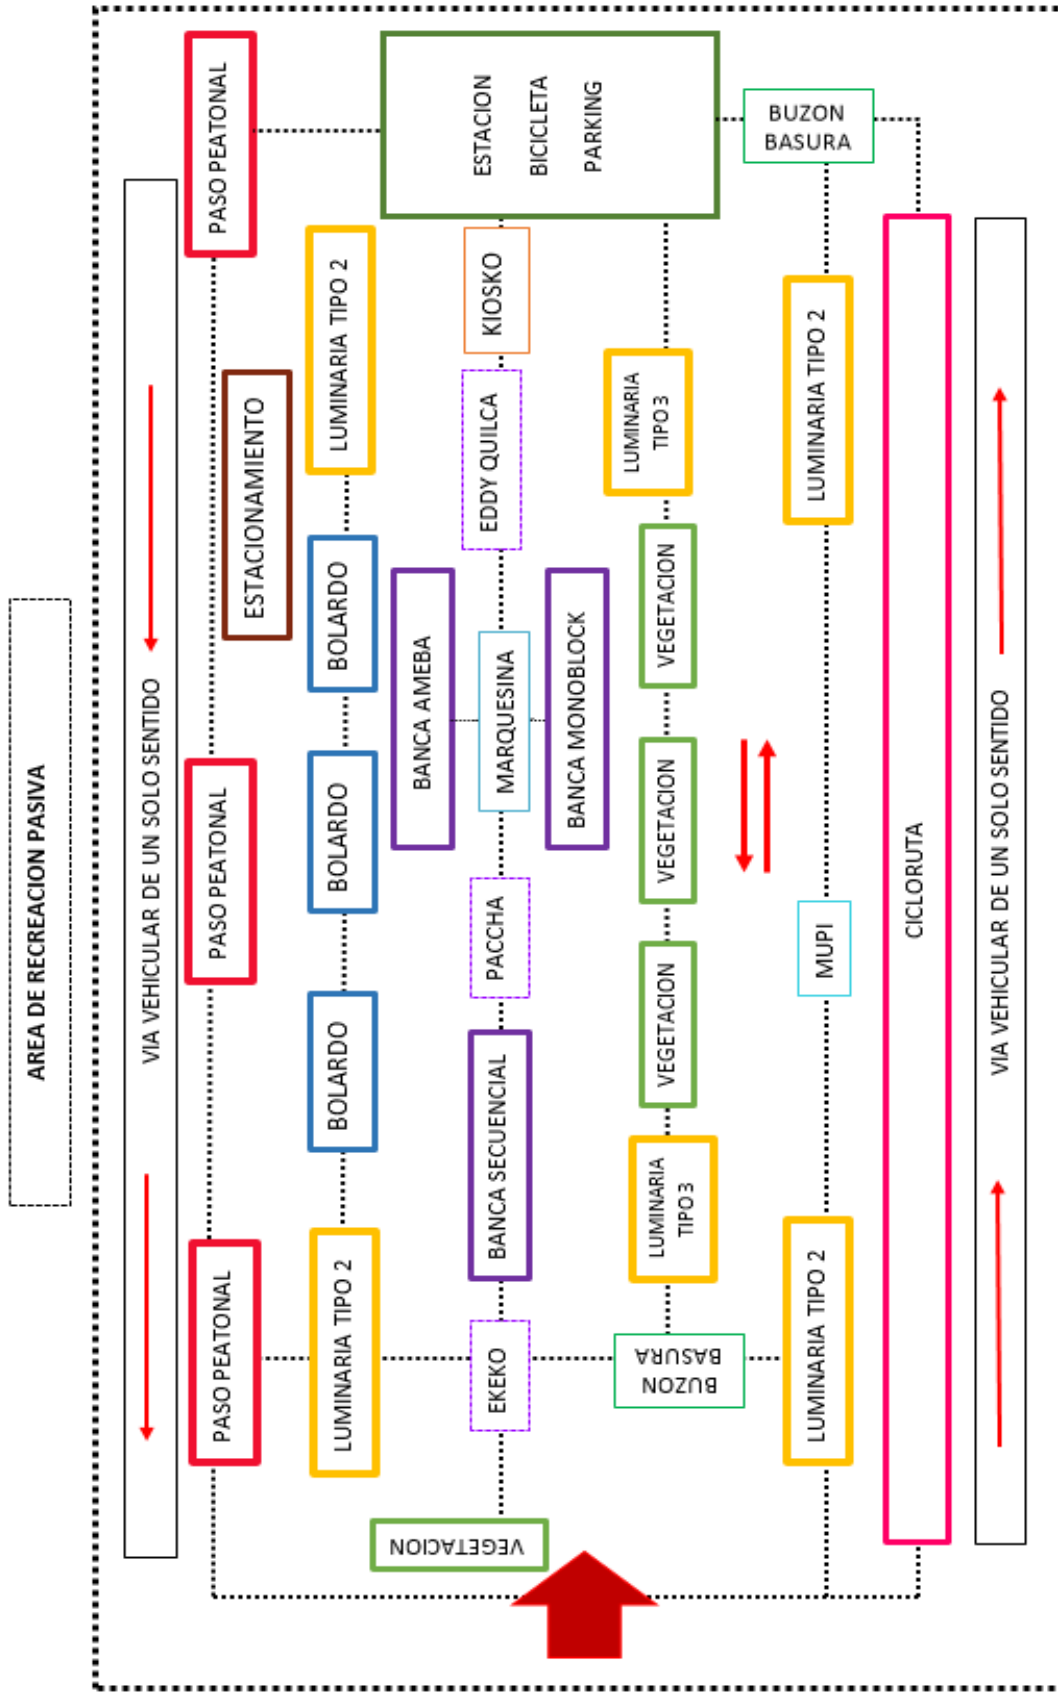 AREA DE RECREACION PASIVA
VIA VEHICULAR DE UN SOLO SENTIDO
PASO PEATONAL
PASO PEATONAL
PASO PEATONAL
ESTACIONAMIENTO
LUMINARIA TIPO 2
BOLARDO
BOLARDO
BOLARDO
LUMINARIA TIPO 2
VEGETACION
BANCA AMEBA
EKEKO
BANCA SECUENCIAL
PACCHA
MARQUESINA
EDDY QUILCA
KIOSKO
ESTACION
BICICLETA
PARKING
BANCA MONOBLOCK
BUZON
BASURA
LUMINARIA
TIPO 3
VEGETACION
VEGETACION
VEGETACION
LUMINARIA
TIPO 3
BUZON
BASURA
LUMINARIA TIPO 2
MUPI
LUMINARIA TIPO 2
CICLORUTA
VIA VEHICULAR DE UN SOLO SENTIDO